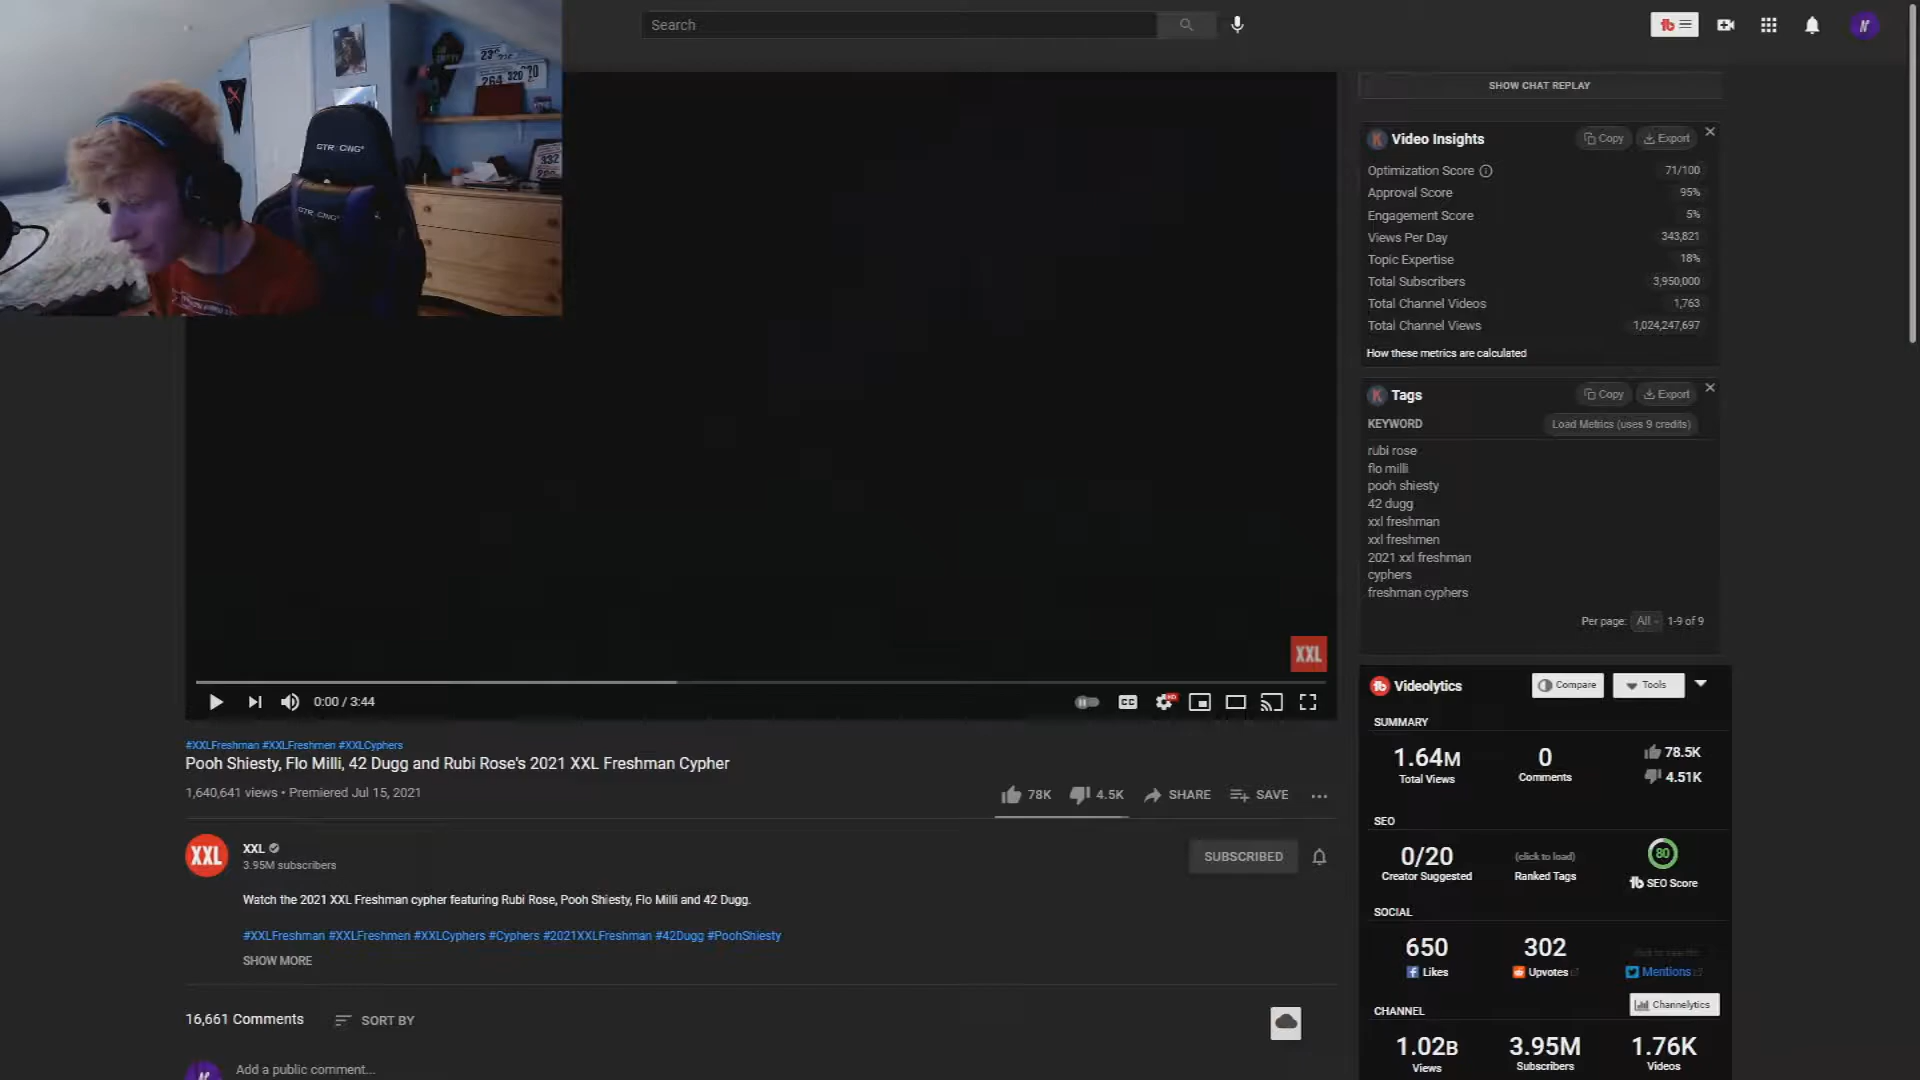 Search
SHOW CHAT REPLAY
GTRACING
Video Insights
Copy
Export
Optimization Score
71/100
Approval Score
95%
Engagement Score
5%
Views Per Day
343,821
Topic Expertise
18%
Total Subscribers
3,950,000
Total Channel Videos
1,763
Total Channel Views
1,024,247,697
How these metrics are calculated
Tags
Copy
Export
KEYWORD
Load Metrics (uses 9 credits)
rubi rose
flo milli
pooh shiesty
42 dugg
xxl freshman
xxl freshmen
2021 xxl freshman
cyphers
freshman cyphers
Per page: All 1-9 of 9
XXL
0:00 / 3:44
CC
HD
#XXLFreshman #XXLFreshmen #XXLCyphers
Pooh Shiesty, Flo Milli, 42 Dugg and Rubi Rose's 2021 XXL Freshman Cypher
1,640,641 views • Premiered Jul 15, 2021
78K
4.5K
SHARE
SAVE
XXL
XXL
3.95M subscribers
SUBSCRIBED
Watch the 2021 XXL Freshman cypher featuring Rubi Rose, Pooh Shiesty, Flo Milli and 42 Dugg.
#XXLFreshman #XXLFreshmen #XXLCyphers #Cyphers #2021XXLFreshman #42Dugg #PoohShiesty
SHOW MORE
16,661 Comments
SORT BY
Add a public comment...
Videolytics
Compare
Tools
SUMMARY
1.64M
Total Views
0
Comments
78.5K
4.51K
SEO
0/20
Creator Suggested
(click to load)
Ranked Tags
80
SEO Score
SOCIAL
650
Likes
302
Upvotes
Mentions
CHANNEL
Channelytics
1.02B
Views
3.95M
Subscribers
1.76K
Videos